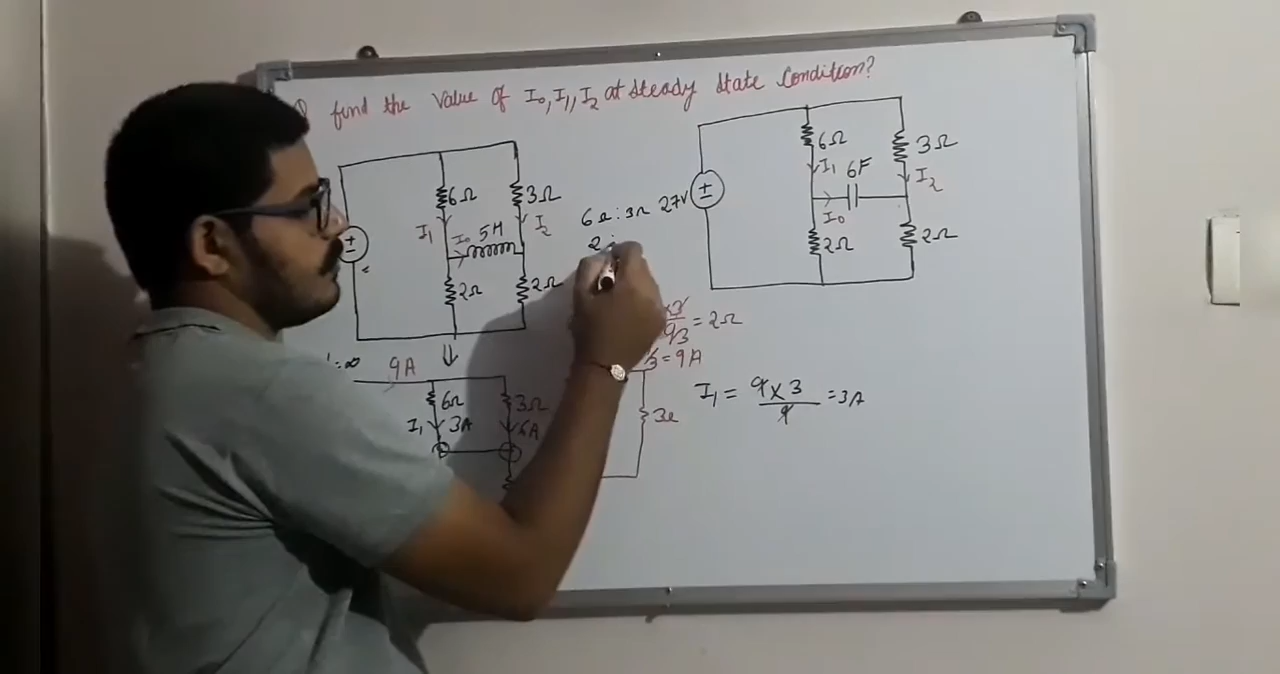 find the Value of I0, I1, I2 at Steady State Condition?
6Ω
3Ω
I1
I0
5H
I2
2Ω
2Ω
6Ω : 3Ω
2 :
27V
6Ω
3Ω
I1
6F
I2
I0
2Ω
2Ω
= 2Ω
= 9A
= ∞
9A
6Ω
3Ω
I1
3A
6A
I1 = 9 x 3 / 9 = 3A